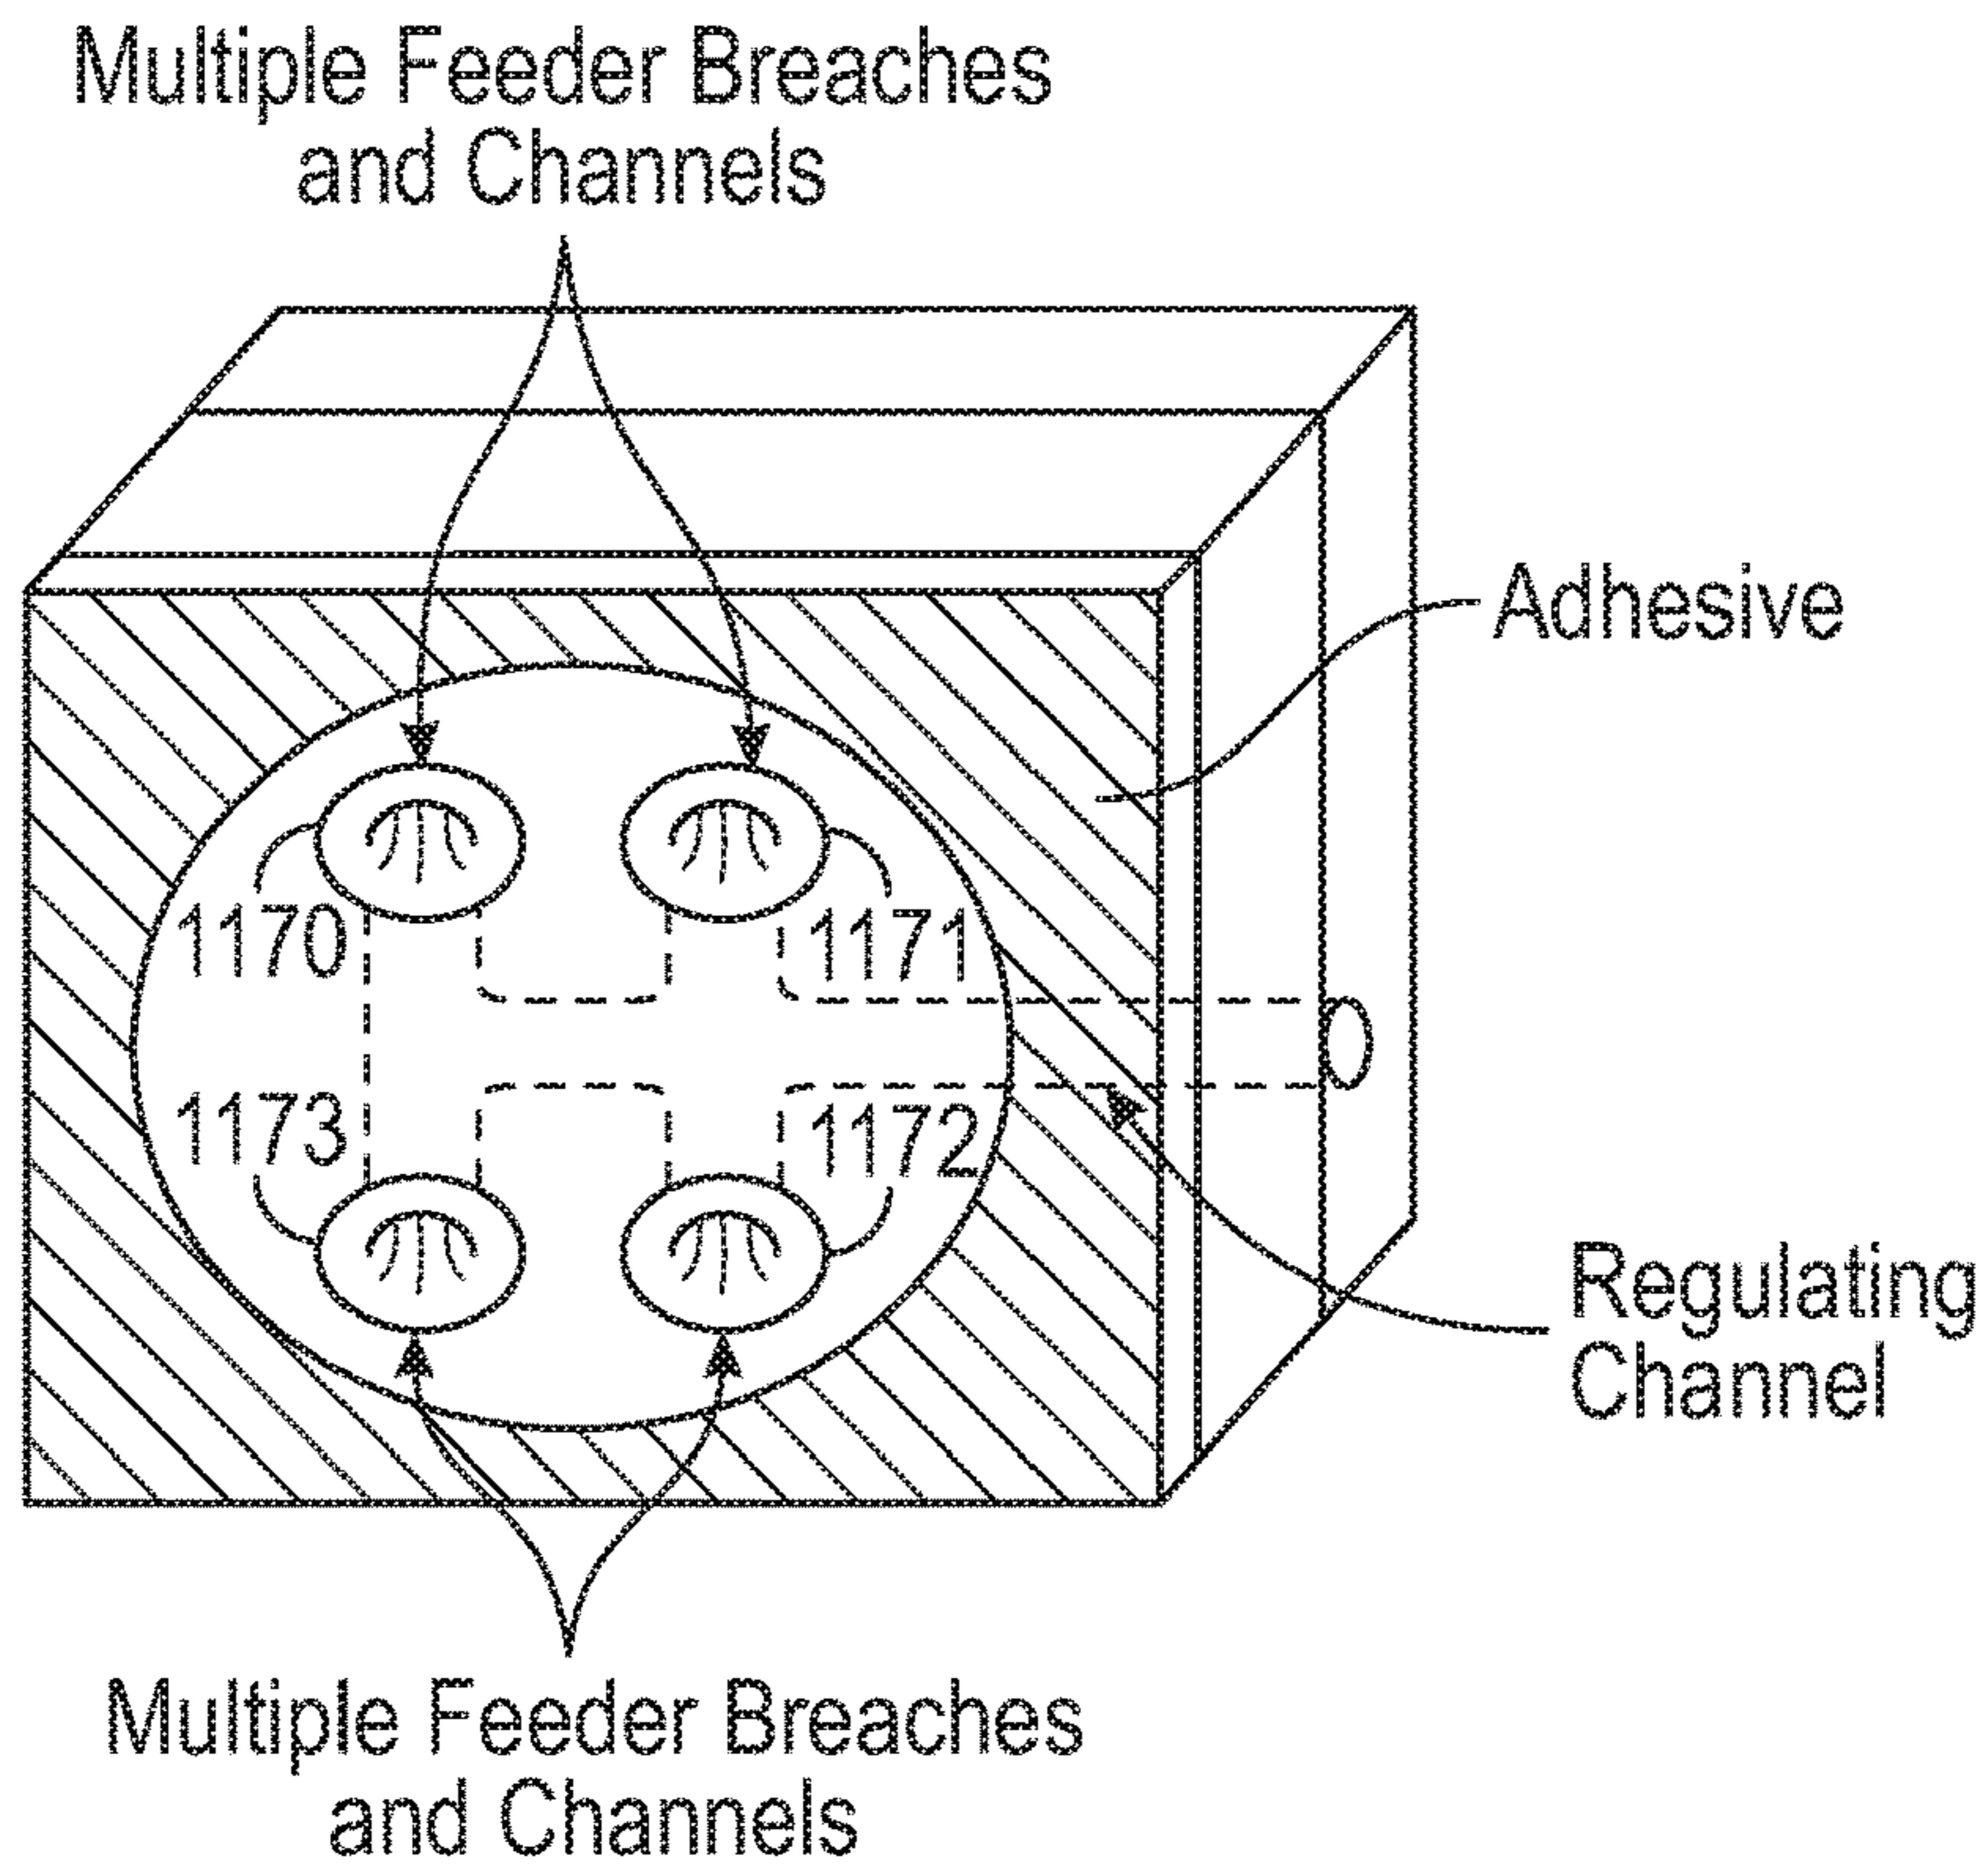 Multiple Feeder Breaches
and Channels
Adhesive
1170
1171
1173
1172
Regulating
Channel
Multiple Feeder Breaches
and Channels